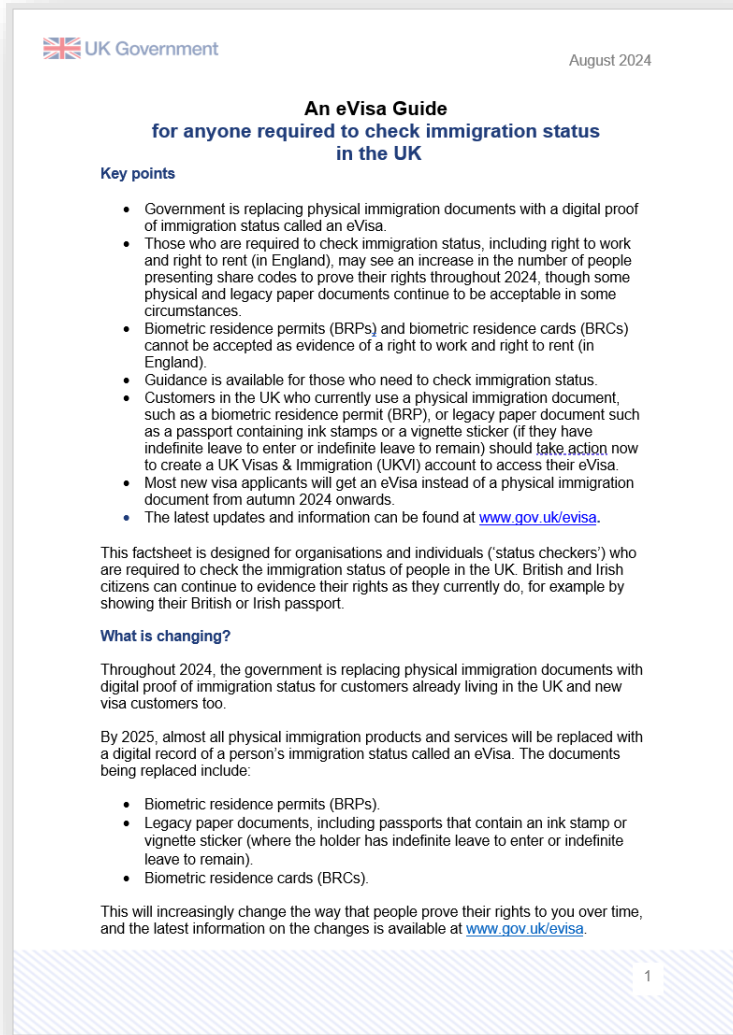 UK Government
August 2024
An eVisa Guide
for anyone required to check immigration status
in the UK
Key points
• Government is replacing physical immigration documents with a digital proof
of immigration status called an eVisa.
• Those who are required to check immigration status, including right to work
and right to rent (in England), may see an increase in the number of people
presenting share codes to prove their rights throughout 2024, though some
physical and legacy paper documents continue to be acceptable in some
circumstances.
• Biometric residence permits (BRPs) and biometric residence cards (BRCs)
cannot be accepted as evidence of a right to work and right to rent (in
England).
• Guidance is available for those who need to check immigration status.
• Customers in the UK who currently use a physical immigration document,
such as a biometric residence permit (BRP), or legacy paper document such
as a passport containing ink stamps or a vignette sticker (if they have
indefinite leave to enter or indefinite leave to remain) should take action now
to create a UK Visas & Immigration (UKVI) account to access their eVisa.
• Most new visa applicants will get an eVisa instead of a physical immigration
document from autumn 2024 onwards.
• The latest updates and information can be found at www.gov.uk/evisa.
This factsheet is designed for organisations and individuals (‘status checkers’) who
are required to check the immigration status of people in the UK. British and Irish
citizens can continue to evidence their rights as they currently do, for example by
showing their British or Irish passport.
What is changing?
Throughout 2024, the government is replacing physical immigration documents with
digital proof of immigration status for customers already living in the UK and new
visa customers too.
By 2025, almost all physical immigration products and services will be replaced with
a digital record of a person’s immigration status called an eVisa. The documents
being replaced include:
• Biometric residence permits (BRPs).
• Legacy paper documents, including passports that contain an ink stamp or
vignette sticker (where the holder has indefinite leave to enter or indefinite
leave to remain).
• Biometric residence cards (BRCs).
This will increasingly change the way that people prove their rights to you over time,
and the latest information on the changes is available at www.gov.uk/evisa.
1